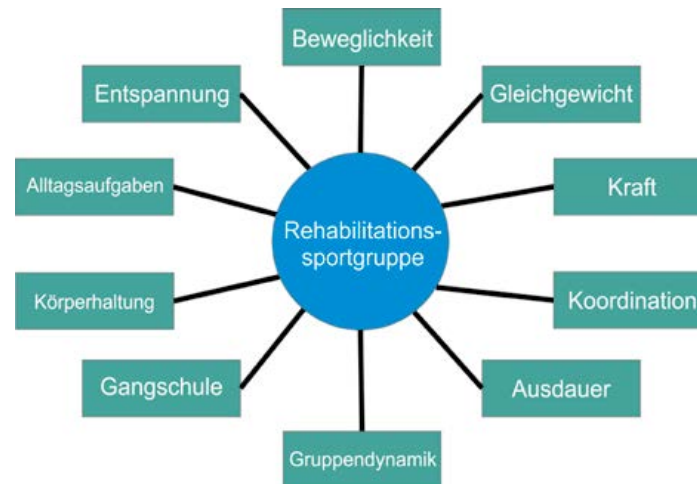 Beweglichkeit
Entspannung
Gleichgewicht
Alltagsaufgaben
Kraft
Rehabilitations-
sportgruppe
Körperhaltung
Koordination
Gangschule
Ausdauer
Gruppendynamik